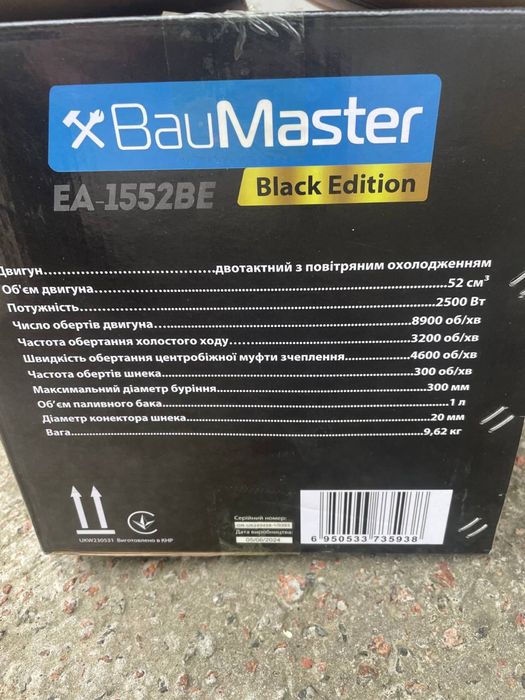 BauMaster
EA-1552BE
Black Edition
Двигун......................................двотактний з повітряним охолодженням
Об'єм двигуна................................................................52 см³
Потужність................................................................2500 Вт
Число обертів двигуна................................................8900 об/хв
Частота обертання холостого ходу................................3200 об/хв
Швидкість обертання центробіжної муфти зчеплення................4600 об/хв
Частота обертів шнека................................................300 об/хв
Максимальний діаметр буріння................................................300 мм
Об'єм паливного бака................................................1 л
Діаметр конектора шнека................................................20 мм
Вага................................................................9,62 кг
Серійний номер:
Дата виробництва
05/06/2024
6 950533 735938
UKW230531 Виготовлено в КНР